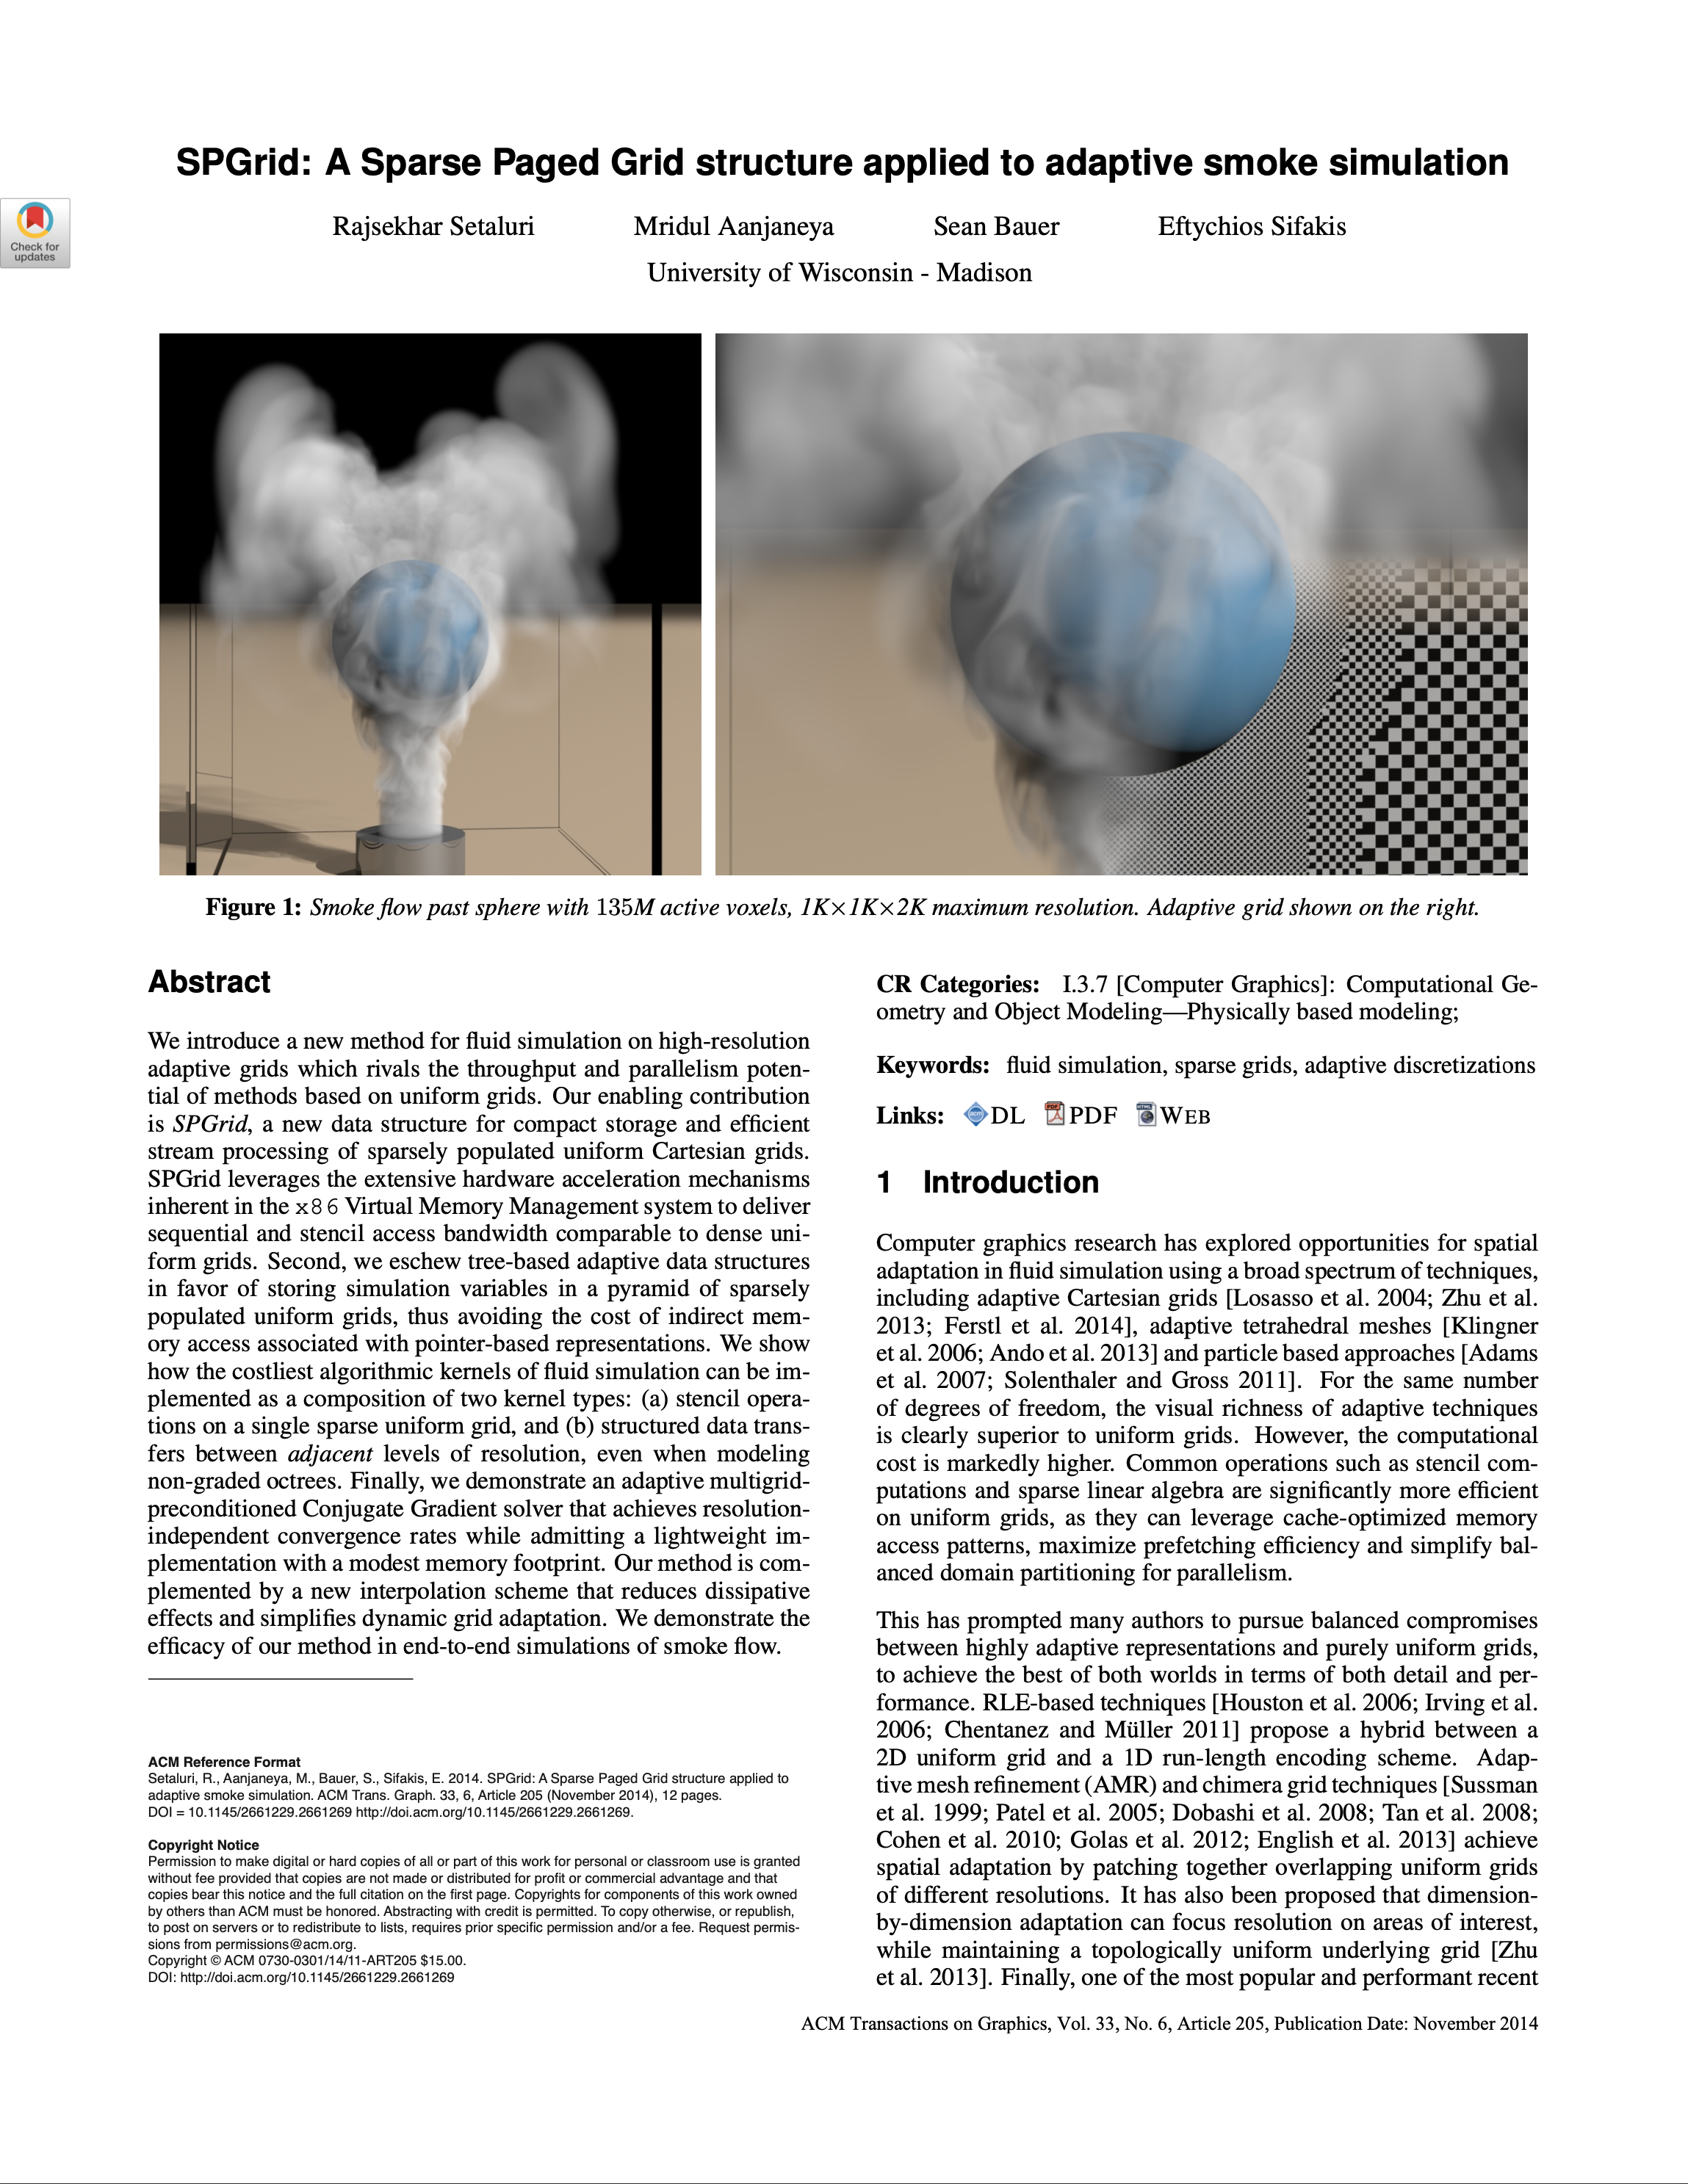 SPGrid: A Sparse Paged Grid structure applied to adaptive smoke simulation
Check for
updates
Rajsekhar Setaluri Mridul Aanjaneya Sean Bauer Eftychios Sifakis
University of Wisconsin - Madison
Figure 1: Smoke flow past sphere with 135M active voxels, 1K×1K×2K maximum resolution. Adaptive grid shown on the right.
Abstract
We introduce a new method for fluid simulation on high-resolution
adaptive grids which rivals the throughput and parallelism poten-
tial of methods based on uniform grids. Our enabling contribution
is SPGrid, a new data structure for compact storage and efficient
stream processing of sparsely populated uniform Cartesian grids.
SPGrid leverages the extensive hardware acceleration mechanisms
inherent in the x86 Virtual Memory Management system to deliver
sequential and stencil access bandwidth comparable to dense uni-
form grids. Second, we eschew tree-based adaptive data structures
in favor of storing simulation variables in a pyramid of sparsely
populated uniform grids, thus avoiding the cost of indirect mem-
ory access associated with pointer-based representations. We show
how the costliest algorithmic kernels of fluid simulation can be im-
plemented as a composition of two kernel types: (a) stencil opera-
tions on a single sparse uniform grid, and (b) structured data trans-
fers between adjacent levels of resolution, even when modeling
non-graded octrees. Finally, we demonstrate an adaptive multigrid-
preconditioned Conjugate Gradient solver that achieves resolution-
independent convergence rates while admitting a lightweight im-
plementation with a modest memory footprint. Our method is com-
plemented by a new interpolation scheme that reduces dissipative
effects and simplifies dynamic grid adaptation. We demonstrate the
efficacy of our method in end-to-end simulations of smoke flow.
ACM Reference Format
Setaluri, R., Aanjaneya, M., Bauer, S., Sifakis, E. 2014. SPGrid: A Sparse Paged Grid structure applied to
adaptive smoke simulation. ACM Trans. Graph. 33, 6, Article 205 (November 2014), 12 pages.
DOI = 10.1145/2661229.2661269 http://doi.acm.org/10.1145/2661229.2661269.
Copyright Notice
Permission to make digital or hard copies of all or part of this work for personal or classroom use is granted
without fee provided that copies are not made or distributed for profit or commercial advantage and that
copies bear this notice and the full citation on the first page. Copyrights for components of this work owned
by others than ACM must be honored. Abstracting with credit is permitted. To copy otherwise, or republish,
to post on servers or to redistribute to lists, requires prior specific permission and/or a fee. Request permis-
sions from permissions@acm.org.
Copyright © ACM 0730-0301/14/11-ART205 $15.00.
DOI: http://doi.acm.org/10.1145/2661229.2661269
CR Categories: I.3.7 [Computer Graphics]: Computational Ge-
ometry and Object Modeling—Physically based modeling;
Keywords: fluid simulation, sparse grids, adaptive discretizations
Links: DL PDF WEB
1 Introduction
Computer graphics research has explored opportunities for spatial
adaptation in fluid simulation using a broad spectrum of techniques,
including adaptive Cartesian grids [Losasso et al. 2004; Zhu et al.
2013; Ferstl et al. 2014], adaptive tetrahedral meshes [Klingner
et al. 2006; Ando et al. 2013] and particle based approaches [Adams
et al. 2007; Solenthaler and Gross 2011]. For the same number
of degrees of freedom, the visual richness of adaptive techniques
is clearly superior to uniform grids. However, the computational
cost is markedly higher. Common operations such as stencil com-
putations and sparse linear algebra are significantly more efficient
on uniform grids, as they can leverage cache-optimized memory
access patterns, maximize prefetching efficiency and simplify bal-
anced domain partitioning for parallelism.
This has prompted many authors to pursue balanced compromises
between highly adaptive representations and purely uniform grids,
to achieve the best of both worlds in terms of both detail and per-
formance. RLE-based techniques [Houston et al. 2006; Irving et al.
2006; Chentanez and Müller 2011] propose a hybrid between a
2D uniform grid and a 1D run-length encoding scheme. Adap-
tive mesh refinement (AMR) and chimera grid techniques [Sussman
et al. 1999; Patel et al. 2005; Dobashi et al. 2008; Tan et al. 2008;
Cohen et al. 2010; Golas et al. 2012; English et al. 2013] achieve
spatial adaptation by patching together overlapping uniform grids
of different resolutions. It has also been proposed that dimension-
by-dimension adaptation can focus resolution on areas of interest,
while maintaining a topologically uniform underlying grid [Zhu
et al. 2013]. Finally, one of the most popular and performant recent
ACM Transactions on Graphics, Vol. 33, No. 6, Article 205, Publication Date: November 2014